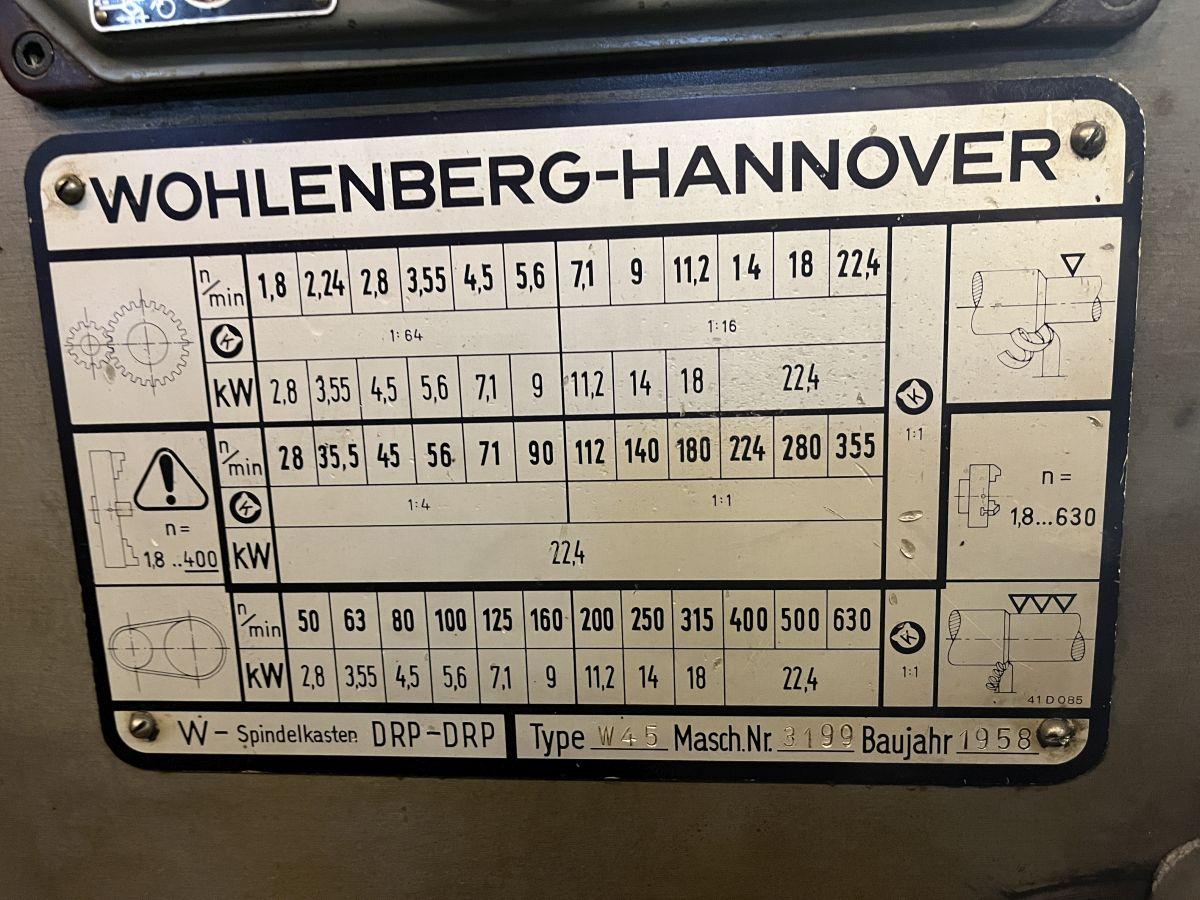 WOHLENBERG-HANNOVER
n/min 1,8 2,24 2,8 3,55 4,5 5,6 7,1 9 11,2 14 18 22,4
K 1:64 1:16
kW 2,8 3,55 4,5 5,6 7,1 9 11,2 14 18 22,4
K
1:1
n/min 28 35,5 45 56 71 90 112 140 180 224 280 355
K 1:4 1:1
kW 22,4
!
n=
1,8 ..400
n=
1,8...630
n/min 50 63 80 100 125 160 200 250 315 400 500 630
kW 2,8 3,55 4,5 5,6 7,1 9 11,2 14 18 22,4
K
1:1
41D085
W- Spindelkasten DRP-DRP Type W45 Masch.Nr. 3199 Baujahr 1958